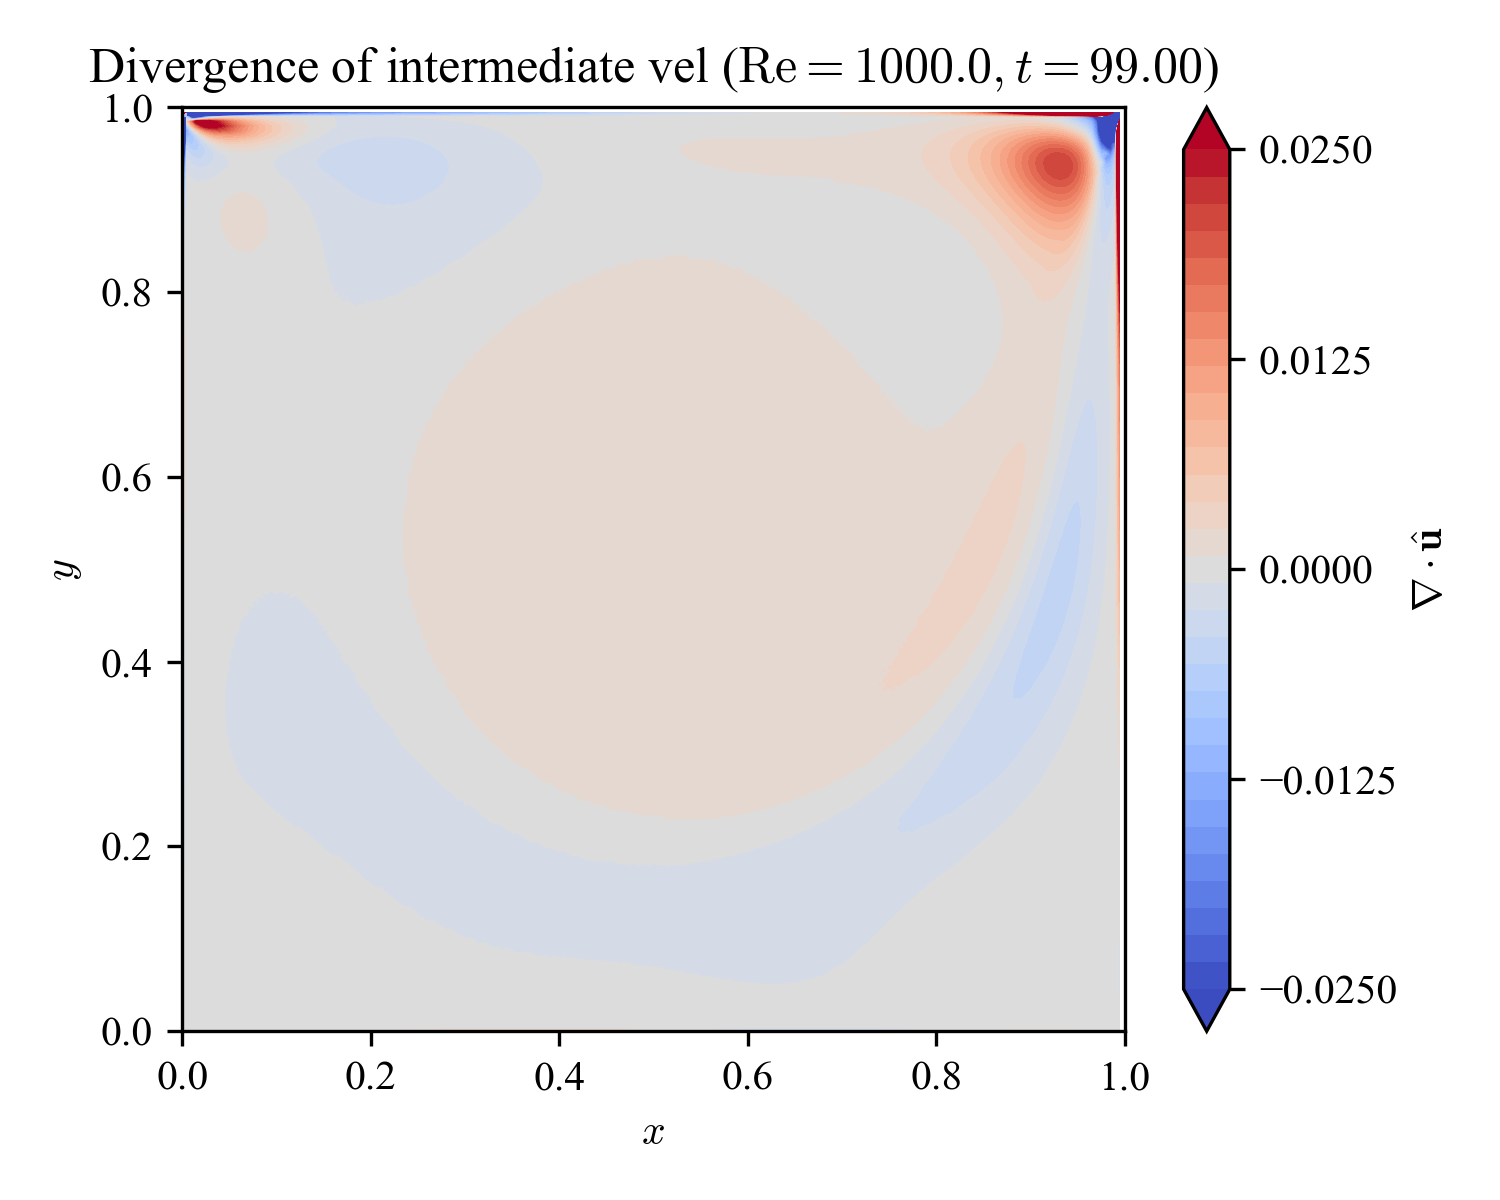 Divergence of intermediate vel (Re = 1000.0, t = 99.00)
1.0
0.8
0.6
0.4
0.2
0.0
y
0.0 0.2 0.4 0.6 0.8 1.0
x
0.0250
0.0125
0.0000
−0.0125
−0.0250
∇ · û